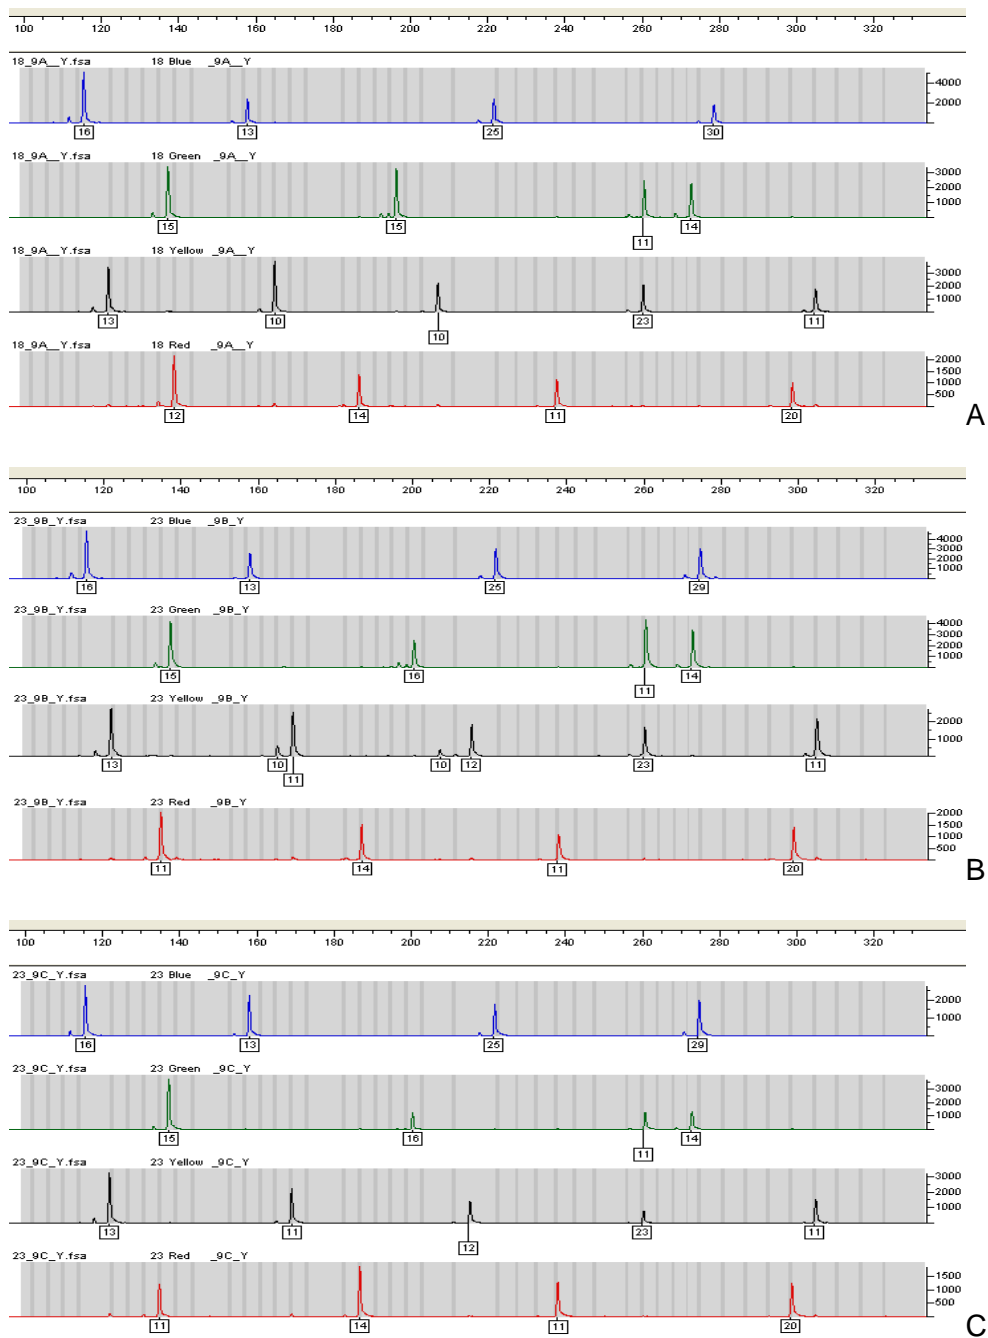 100 120 140 160 180 200 220 240 260 280 300 320
18_9A__Y.fsa 18 Blue _9A__Y
4000
2000
16 13 25 30
18_9A__Y.fsa 18 Green _9A__Y
3000
2000
1000
15 15 11 14
18_9A__Y.fsa 18 Yellow _9A__Y
3000
2000
1000
13 10 10 23 11
18_9A__Y.fsa 18 Red _9A__Y
2000
1500
1000
500
12 14 11 20
A
100 120 140 160 180 200 220 240 260 280 300 320
23_9B_Y.fsa 23 Blue _9B_Y
4000
3000
2000
1000
16 13 25 29
23_9B_Y.fsa 23 Green _9B_Y
4000
3000
2000
1000
15 16 11 14
23_9B_Y.fsa 23 Yellow _9B_Y
2000
1000
13 10 11 10 12 23 11
23_9B_Y.fsa 23 Red _9B_Y
2000
1500
1000
500
11 14 11 20
B
100 120 140 160 180 200 220 240 260 280 300 320
23_9C_Y.fsa 23 Blue _9C_Y
2000
1000
16 13 25 29
23_9C_Y.fsa 23 Green _9C_Y
3000
2000
1000
15 16 11 14
23_9C_Y.fsa 23 Yellow _9C_Y
3000
2000
1000
13 11 12 23 11
23_9C_Y.fsa 23 Red _9C_Y
1500
1000
500
11 14 11 20
C